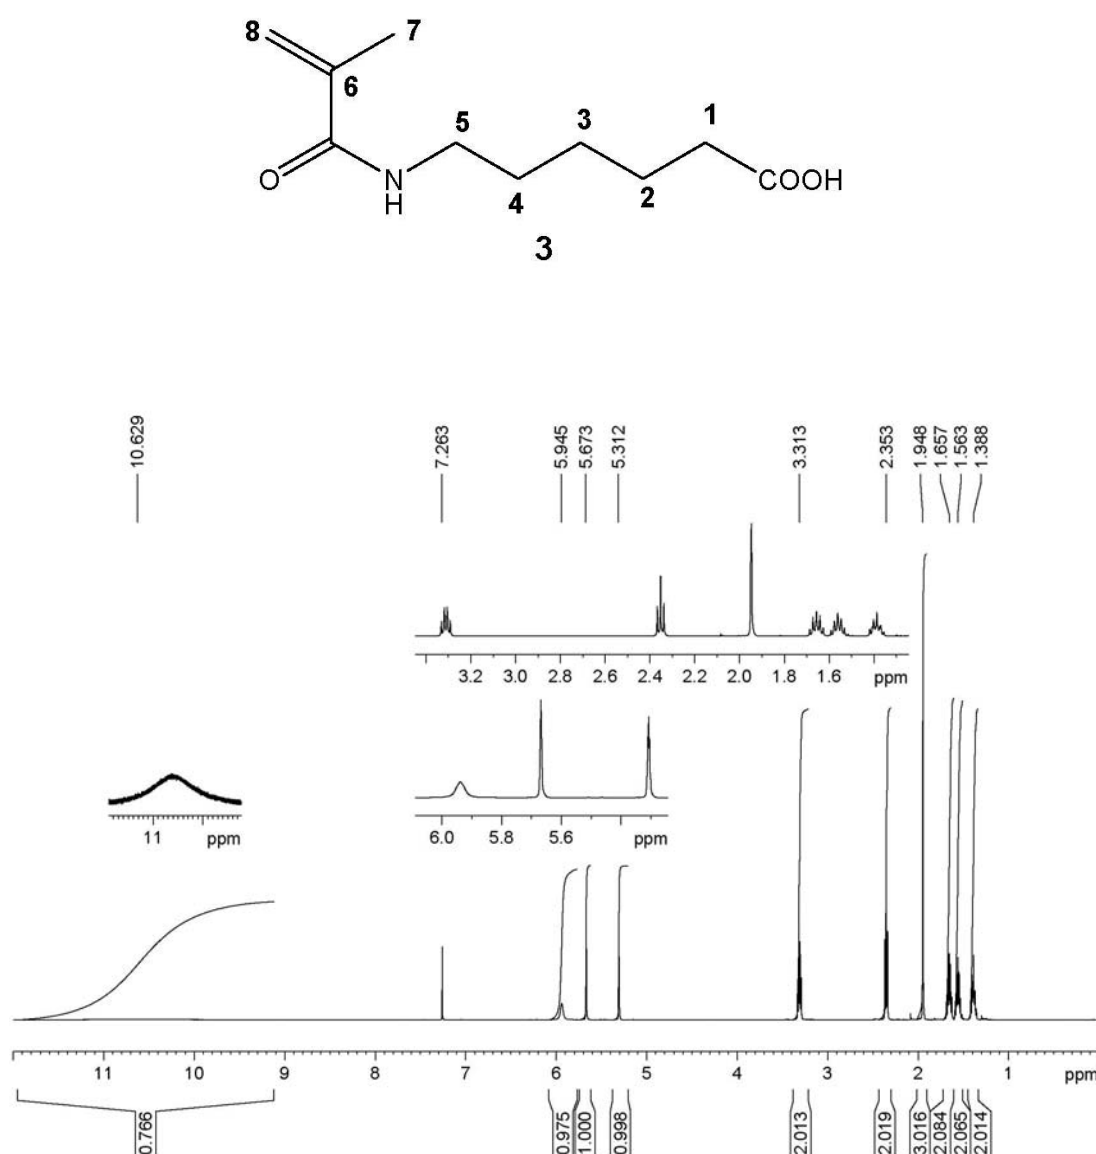 8 7
6
5 3 1
O N H 4 2 COOH
3
10.629 7.263 5.945 5.673 5.312 3.313 2.353 1.948 1.657 1.563 1.388
3.2 3.0 2.8 2.6 2.4 2.2 2.0 1.8 1.6 ppm
11 ppm
6.0 5.8 5.6 ppm
11 10 9 8 7 6 5 4 3 2 1 ppm
0.766 0.975 1.000 0.998 2.013 2.019 3.016 2.084 2.065 2.014